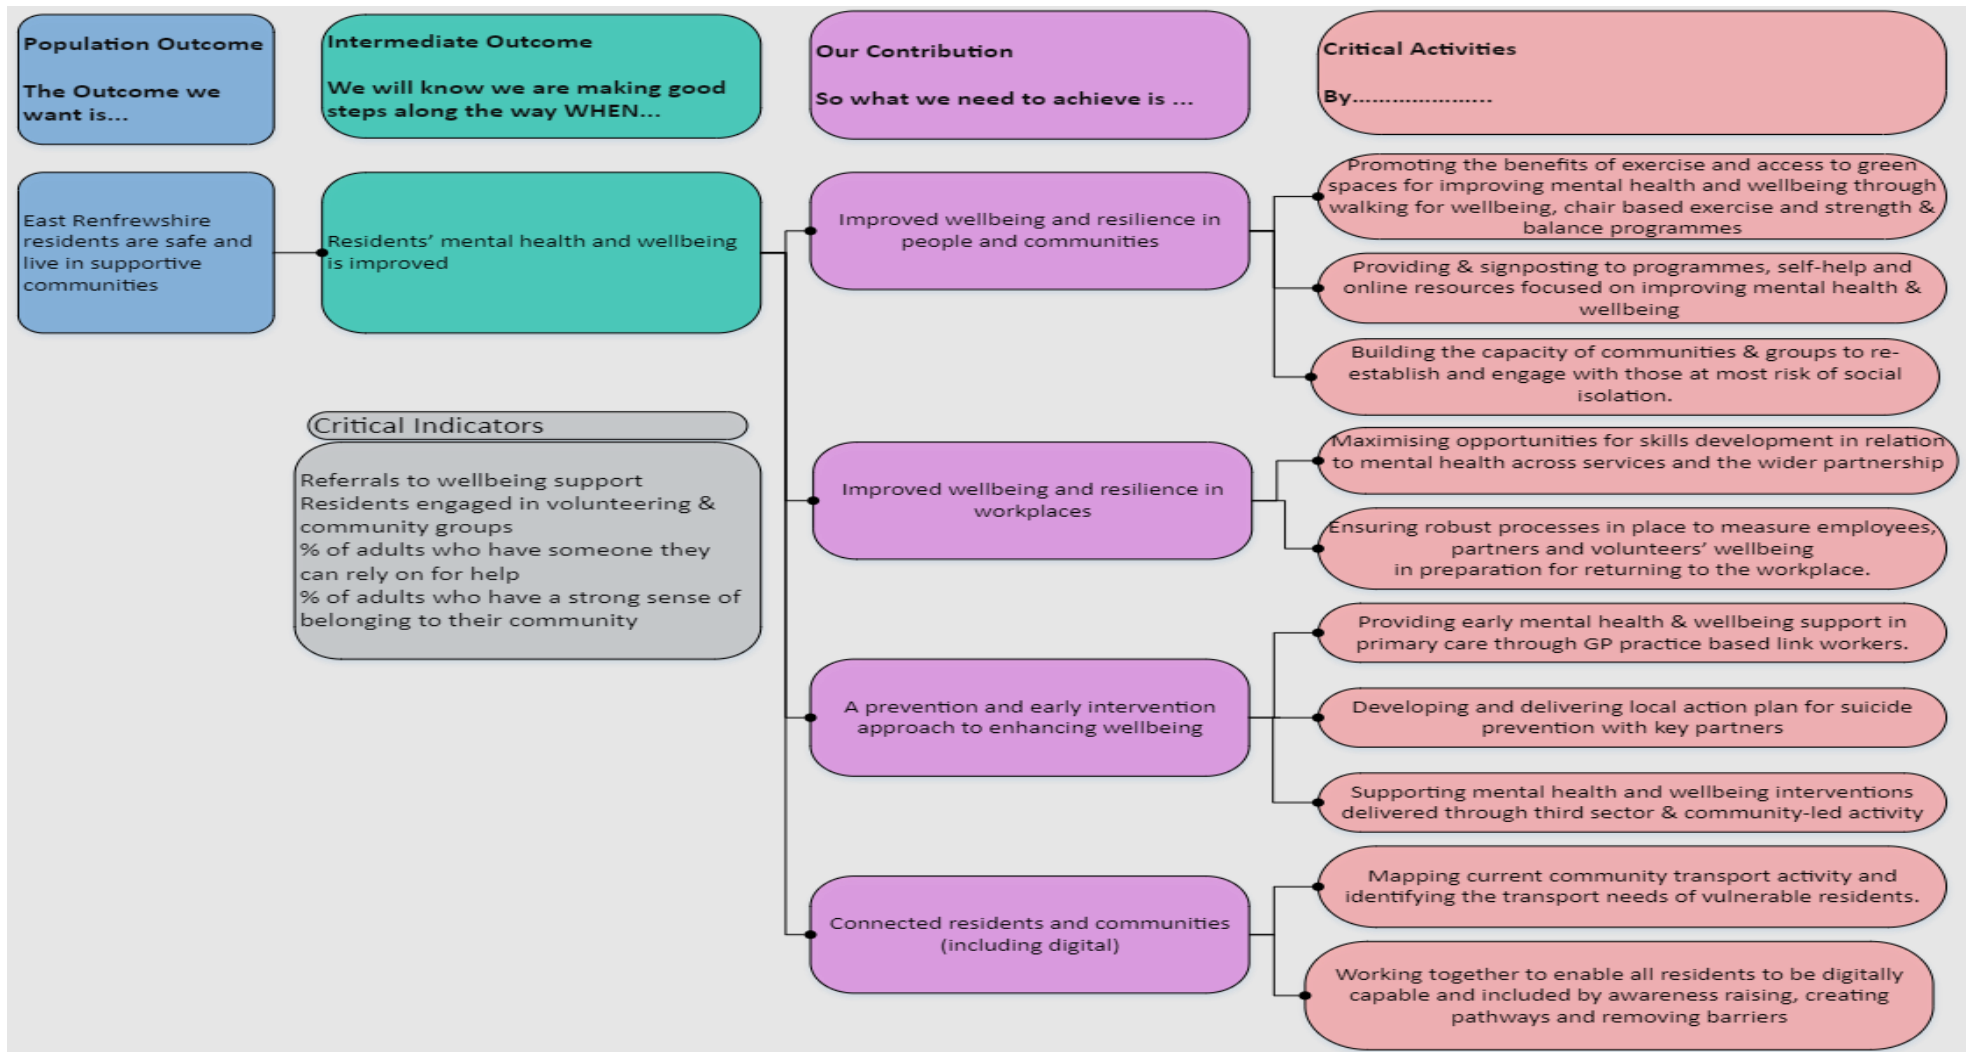 Population Outcome
The Outcome we
want is...
Intermediate Outcome
We will know we are making good
steps along the way WHEN...
Our Contribution
So what we need to achieve is ...
Critical Activities
By.....................
East Renfrewshire
residents are safe and
live in supportive
communities
Residents’ mental health and wellbeing
is improved
Critical Indicators
Referrals to wellbeing support
Residents engaged in volunteering &
community groups
% of adults who have someone they
can rely on for help
% of adults who have a strong sense of
belonging to their community
Improved wellbeing and resilience in
people and communities
Promoting the benefits of exercise and access to green
spaces for improving mental health and wellbeing through
walking for wellbeing, chair based exercise and strength &
balance programmes
Providing & signposting to programmes, self-help and
online resources focused on improving mental health &
wellbeing
Building the capacity of communities & groups to re-
establish and engage with those at most risk of social
isolation.
Improved wellbeing and resilience in
workplaces
Maximising opportunities for skills development in relation
to mental health across services and the wider partnership
Ensuring robust processes in place to measure employees,
partners and volunteers’ wellbeing
in preparation for returning to the workplace.
A prevention and early intervention
approach to enhancing wellbeing
Providing early mental health & wellbeing support in
primary care through GP practice based link workers.
Developing and delivering local action plan for suicide
prevention with key partners
Supporting mental health and wellbeing interventions
delivered through third sector & community-led activity
Connected residents and communities
(including digital)
Mapping current community transport activity and
identifying the transport needs of vulnerable residents.
Working together to enable all residents to be digitally
capable and included by awareness raising, creating
pathways and removing barriers